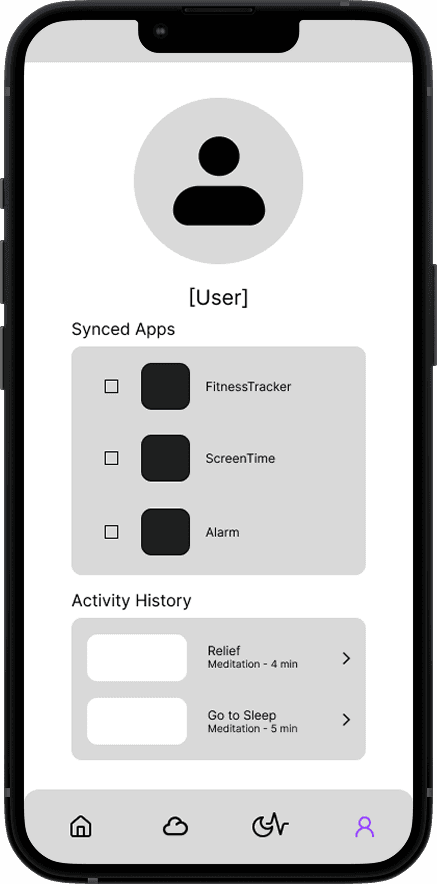 [User]
Synced Apps
FitnessTracker
ScreenTime
Alarm
Activity History
Relief
Meditation - 4 min
Go to Sleep
Meditation - 5 min